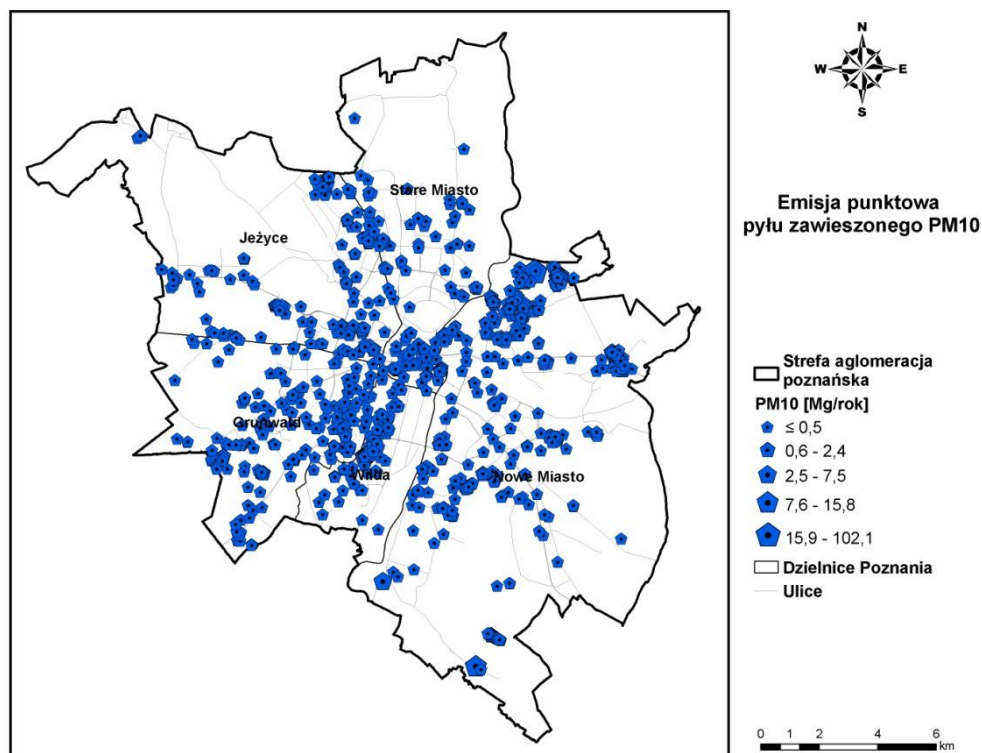 N
W E
S
Emisja punktowa
pyłu zawieszonego PM10
Stare Miasto
Jeżyce
Grunwald
Wilda
Nowe Miasto
Strefa aglomeracja
poznańska
PM10 [Mg/rok]
≤ 0,5
0,6 - 2,4
2,5 - 7,5
7,6 - 15,8
15,9 - 102,1
Dzielnice Poznania
Ulice
0 1 2 4 6
km